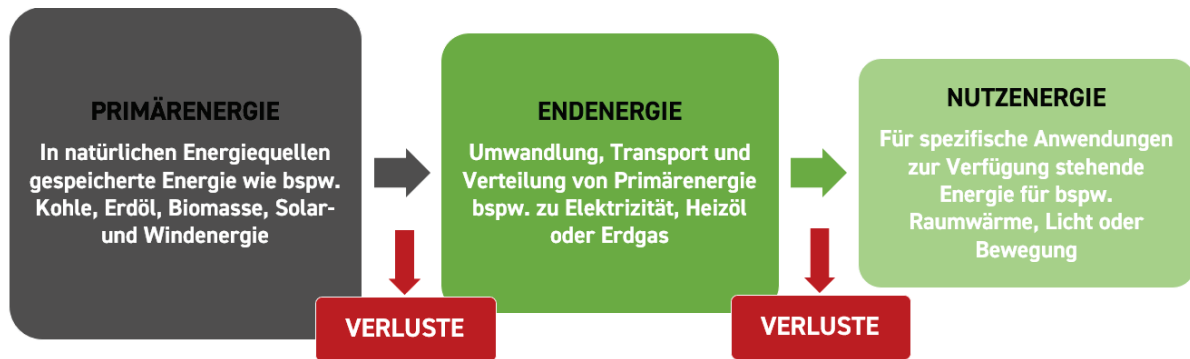 PRIMÄRENERGIE
In natürlichen Energiequellen
gespeicherte Energie wie bspw.
Kohle, Erdöl, Biomasse, Solar-
und Windenergie
ENDENERGIE
Umwandlung, Transport und
Verteilung von Primärenergie
bspw. zu Elektrizität, Heizöl
oder Erdgas
NUTZENERGIE
Für spezifische Anwendungen
zur Verfügung stehende
Energie für bspw.
Raumwärme, Licht oder
Bewegung
VERLUSTE
VERLUSTE